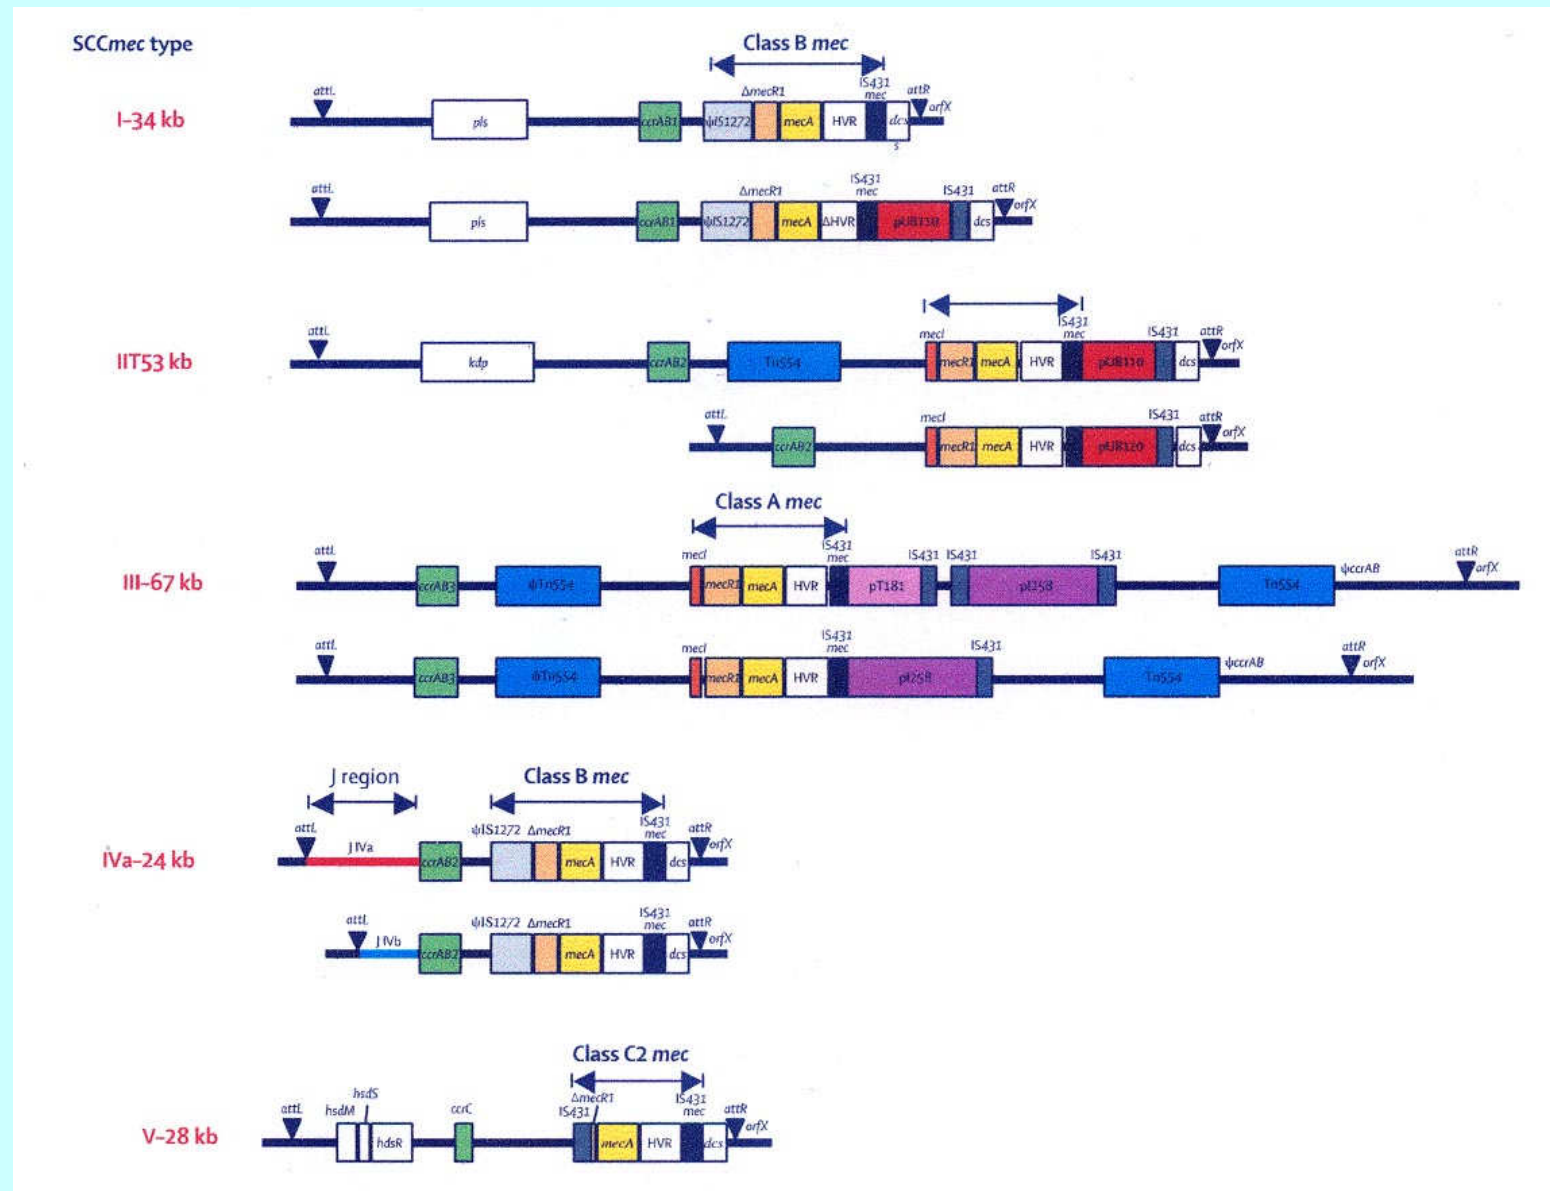 SCCmec type
Class B mec
I–34 kb
attL
pls
ccrAB1
ψIS1272
ΔmecR1
mecA
HVR
IS431
mec
dcs
s
attR
orfX
attL
pls
ccrAB1
ψIS1272
ΔmecR1
mecA
ΔHVR
IS431
mec
pUB110
IS431
dcs
attR
orfX
IIT53 kb
attL
kdp
ccrAB2
Tn554
mecI
mecR1
mecA
HVR
IS431
mec
pUB110
IS431
dcs
attR
orfX
attL
ccrAB2
mecI
mecR1
mecA
HVR
pUB120
IS431
dcs
attR
orfX
Class A mec
III–67 kb
attL
ccrAB3
ψTn554
mecI
mecR1
mecA
HVR
IS431
mec
pT181
IS431
IS431
pI258
IS431
Tn554
ψccrAB
attR
orfX
attL
ccrAB3
ψTn554
mecI
mecR1
mecA
HVR
IS431
mec
pI258
IS431
Tn554
ψccrAB
attR
orfX
J region
Class B mec
IVa–24 kb
attL
J IVa
ccrAB2
ψIS1272
ΔmecR1
mecA
HVR
IS431
mec
dcs
attR
orfX
attL
J IVb
ccrAB2
ψIS1272
ΔmecR1
mecA
HVR
IS431
mec
dcs
attR
orfX
Class C2 mec
V–28 kb
attL
hsdM
hsdS
hdsR
ccrC
IS431
ΔmecR1
mecA
HVR
IS431
mec
dcs
attR
orfX